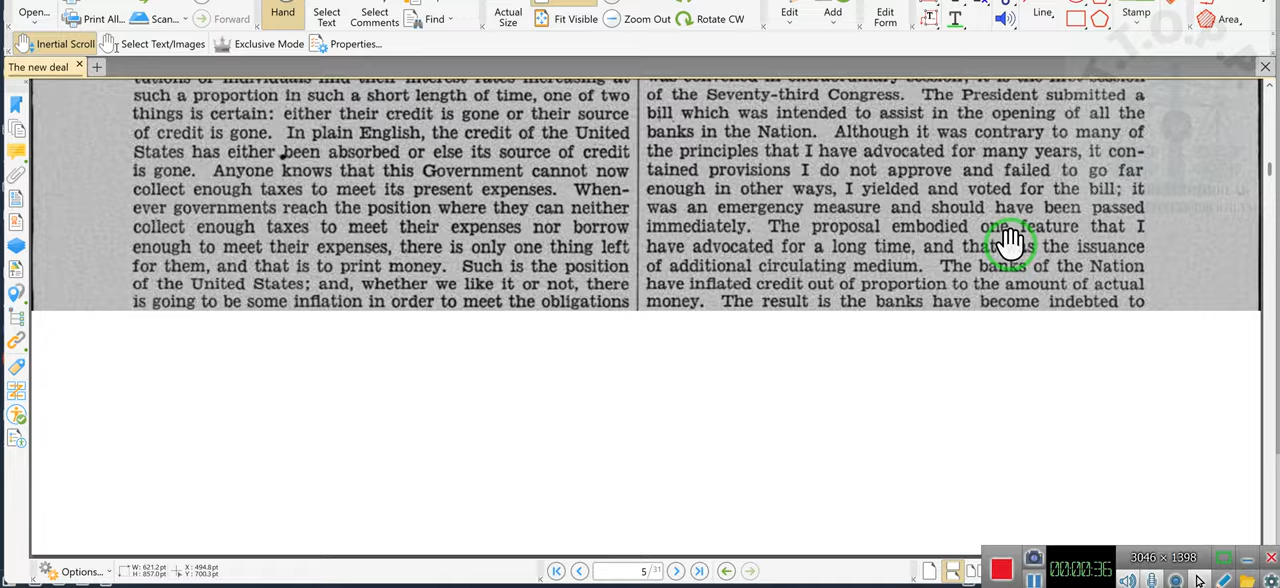 Open...
Print All...
Scan...
Forward
Hand
Select Text
Select Comments
Find
Actual Size
Fit Visible
Zoom Out
Rotate CW
Edit
Add
Edit Form
Line
Stamp
Area
Inertial Scroll
Select Text/Images
Exclusive Mode
Properties...
The new deal
such a proportion in such a short length of time, one of two
things is certain: either their credit is gone or their source
of credit is gone. In plain English, the credit of the United
States has either been absorbed or else its source of credit
is gone. Anyone knows that this Government cannot now
collect enough taxes to meet its present expenses. When-
ever governments reach the position where they can neither
collect enough taxes to meet their expenses nor borrow
enough to meet their expenses, there is only one thing left
for them, and that is to print money. Such is the position
of the United States; and, whether we like it or not, there
is going to be some inflation in order to meet the obligations
of the Seventy-third Congress. The President submitted a
bill which was intended to assist in the opening of all the
banks in the Nation. Although it was contrary to many of
the principles that I have advocated for many years, it con-
tained provisions I do not approve and failed to go far
enough in other ways, I yielded and voted for the bill; it
was an emergency measure and should have been passed
immediately. The proposal embodied one feature that I
have advocated for a long time, and that the issuance
of additional circulating medium. The banks of the Nation
have inflated credit out of proportion to the amount of actual
money. The result is the banks have become indebted to
T.O.P.A
Options...
W: 621.2pt
H: 857.0pt
X: 494.8pt
Y: 700.3pt
5 /31
00:00:36
3046 × 1398